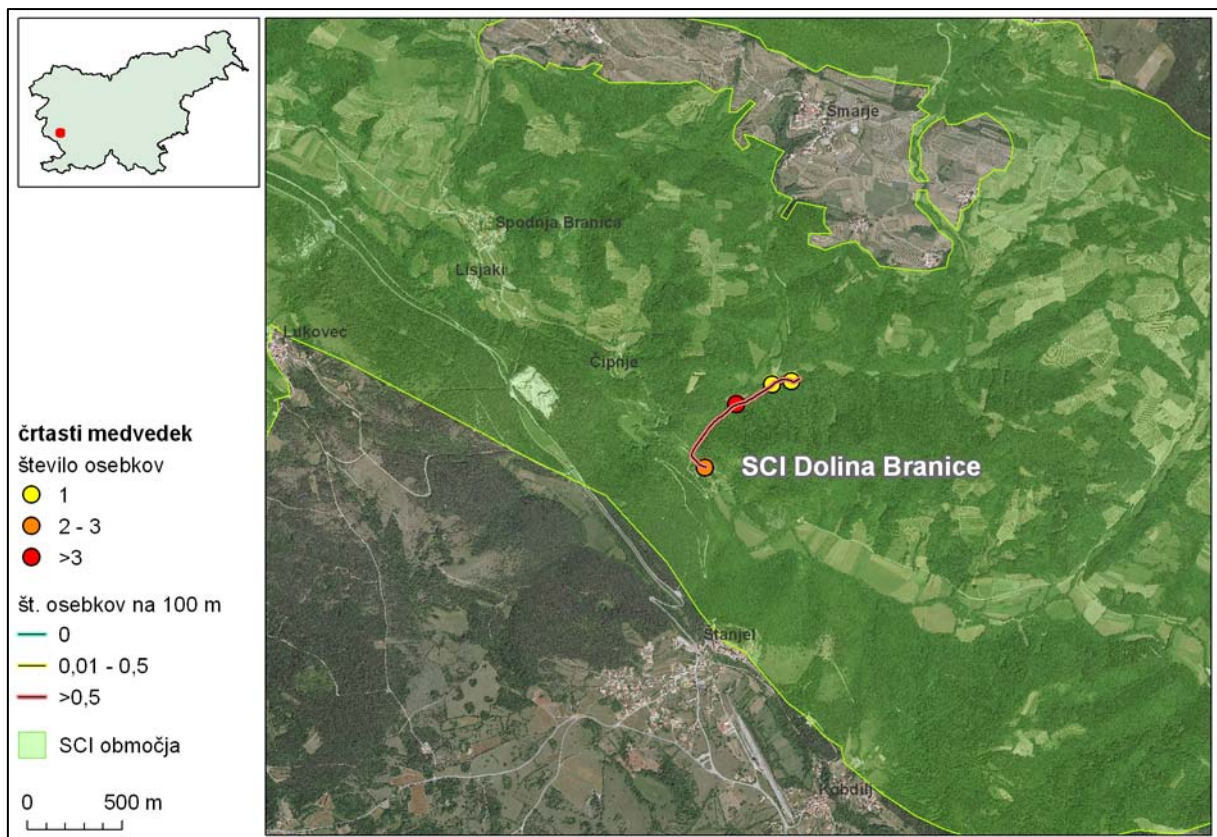 črtasti medvedek
število osebkov
1
2 - 3
>3
št. osebkov na 100 m
0
0,01 - 0,5
>0,5
SCI območja
0 500 m
Šmarje
Spodnja Branica
Lisjaki
Lukovec
Čipnje
SCI Dolina Branice
Štanjel
Kobdilj